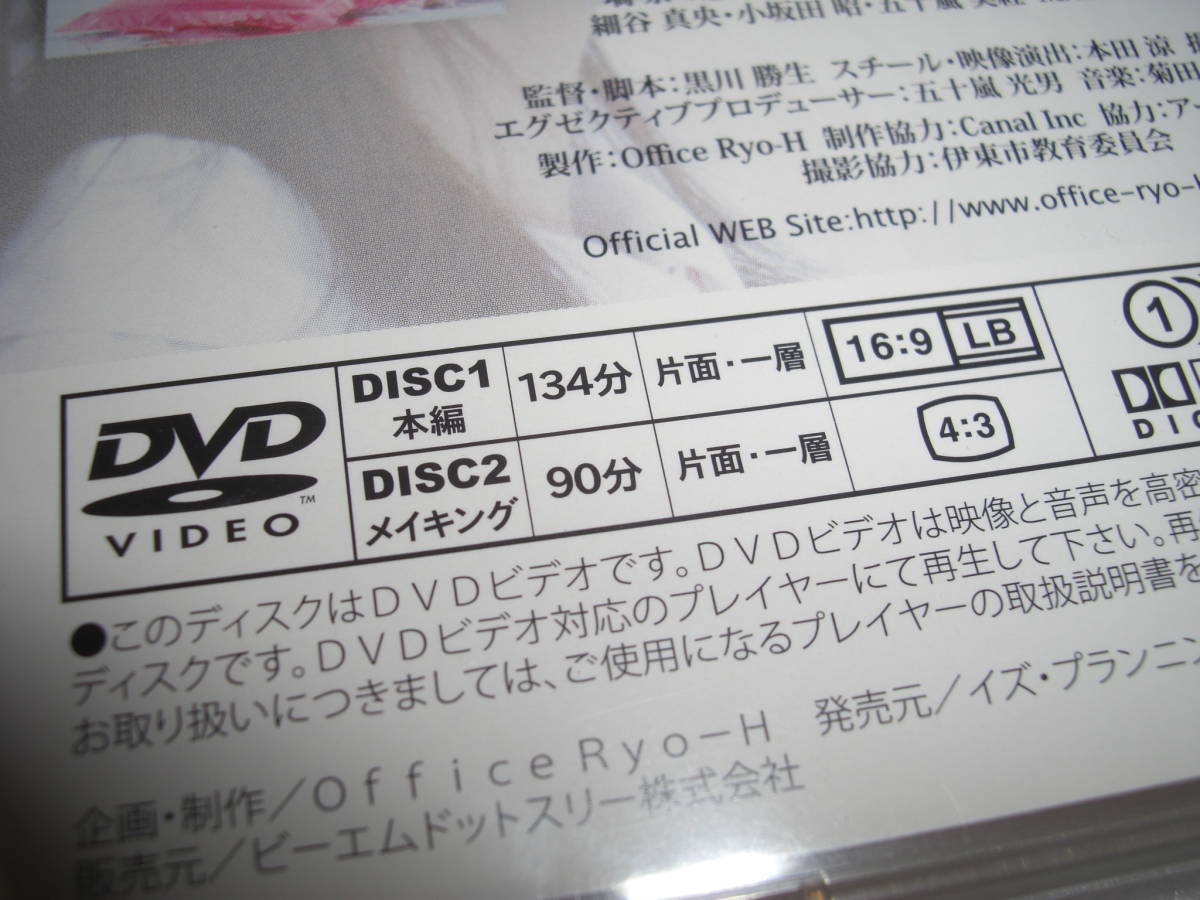 細谷 真央・小坂田 昭・五十嵐
監督・脚本：黒川 勝生 スチール・映像演出：本田 涼
エグゼクティブプロデューサー：五十嵐 光男 音楽：菊田
製作：Office Ryo-H 制作協力：Canal Inc 協力：ア
撮影協力：伊東市教育委員会
Official WEB Site:http://www.office-ryo-h
DVD
VIDEO
TM
DISC1
本編
134分
片面・一層
16:9 LB
1
DISC2
メイキング
90分
片面・一層
4:3
DIG
●このディスクはＤＶＤビデオです。ＤＶＤビデオは映像と音声を高密
ディスクです。ＤＶＤビデオ対応のプレイヤーにて再生して下さい。再
お取り扱いにつきましては、ご使用になるプレイヤーの取扱説明書を
企画・制作／Ｏｆｆｉｃｅ Ｒｙｏ－Ｈ 発売元／イズ・プランニン
販売元／ビーエムドットスリー株式会社